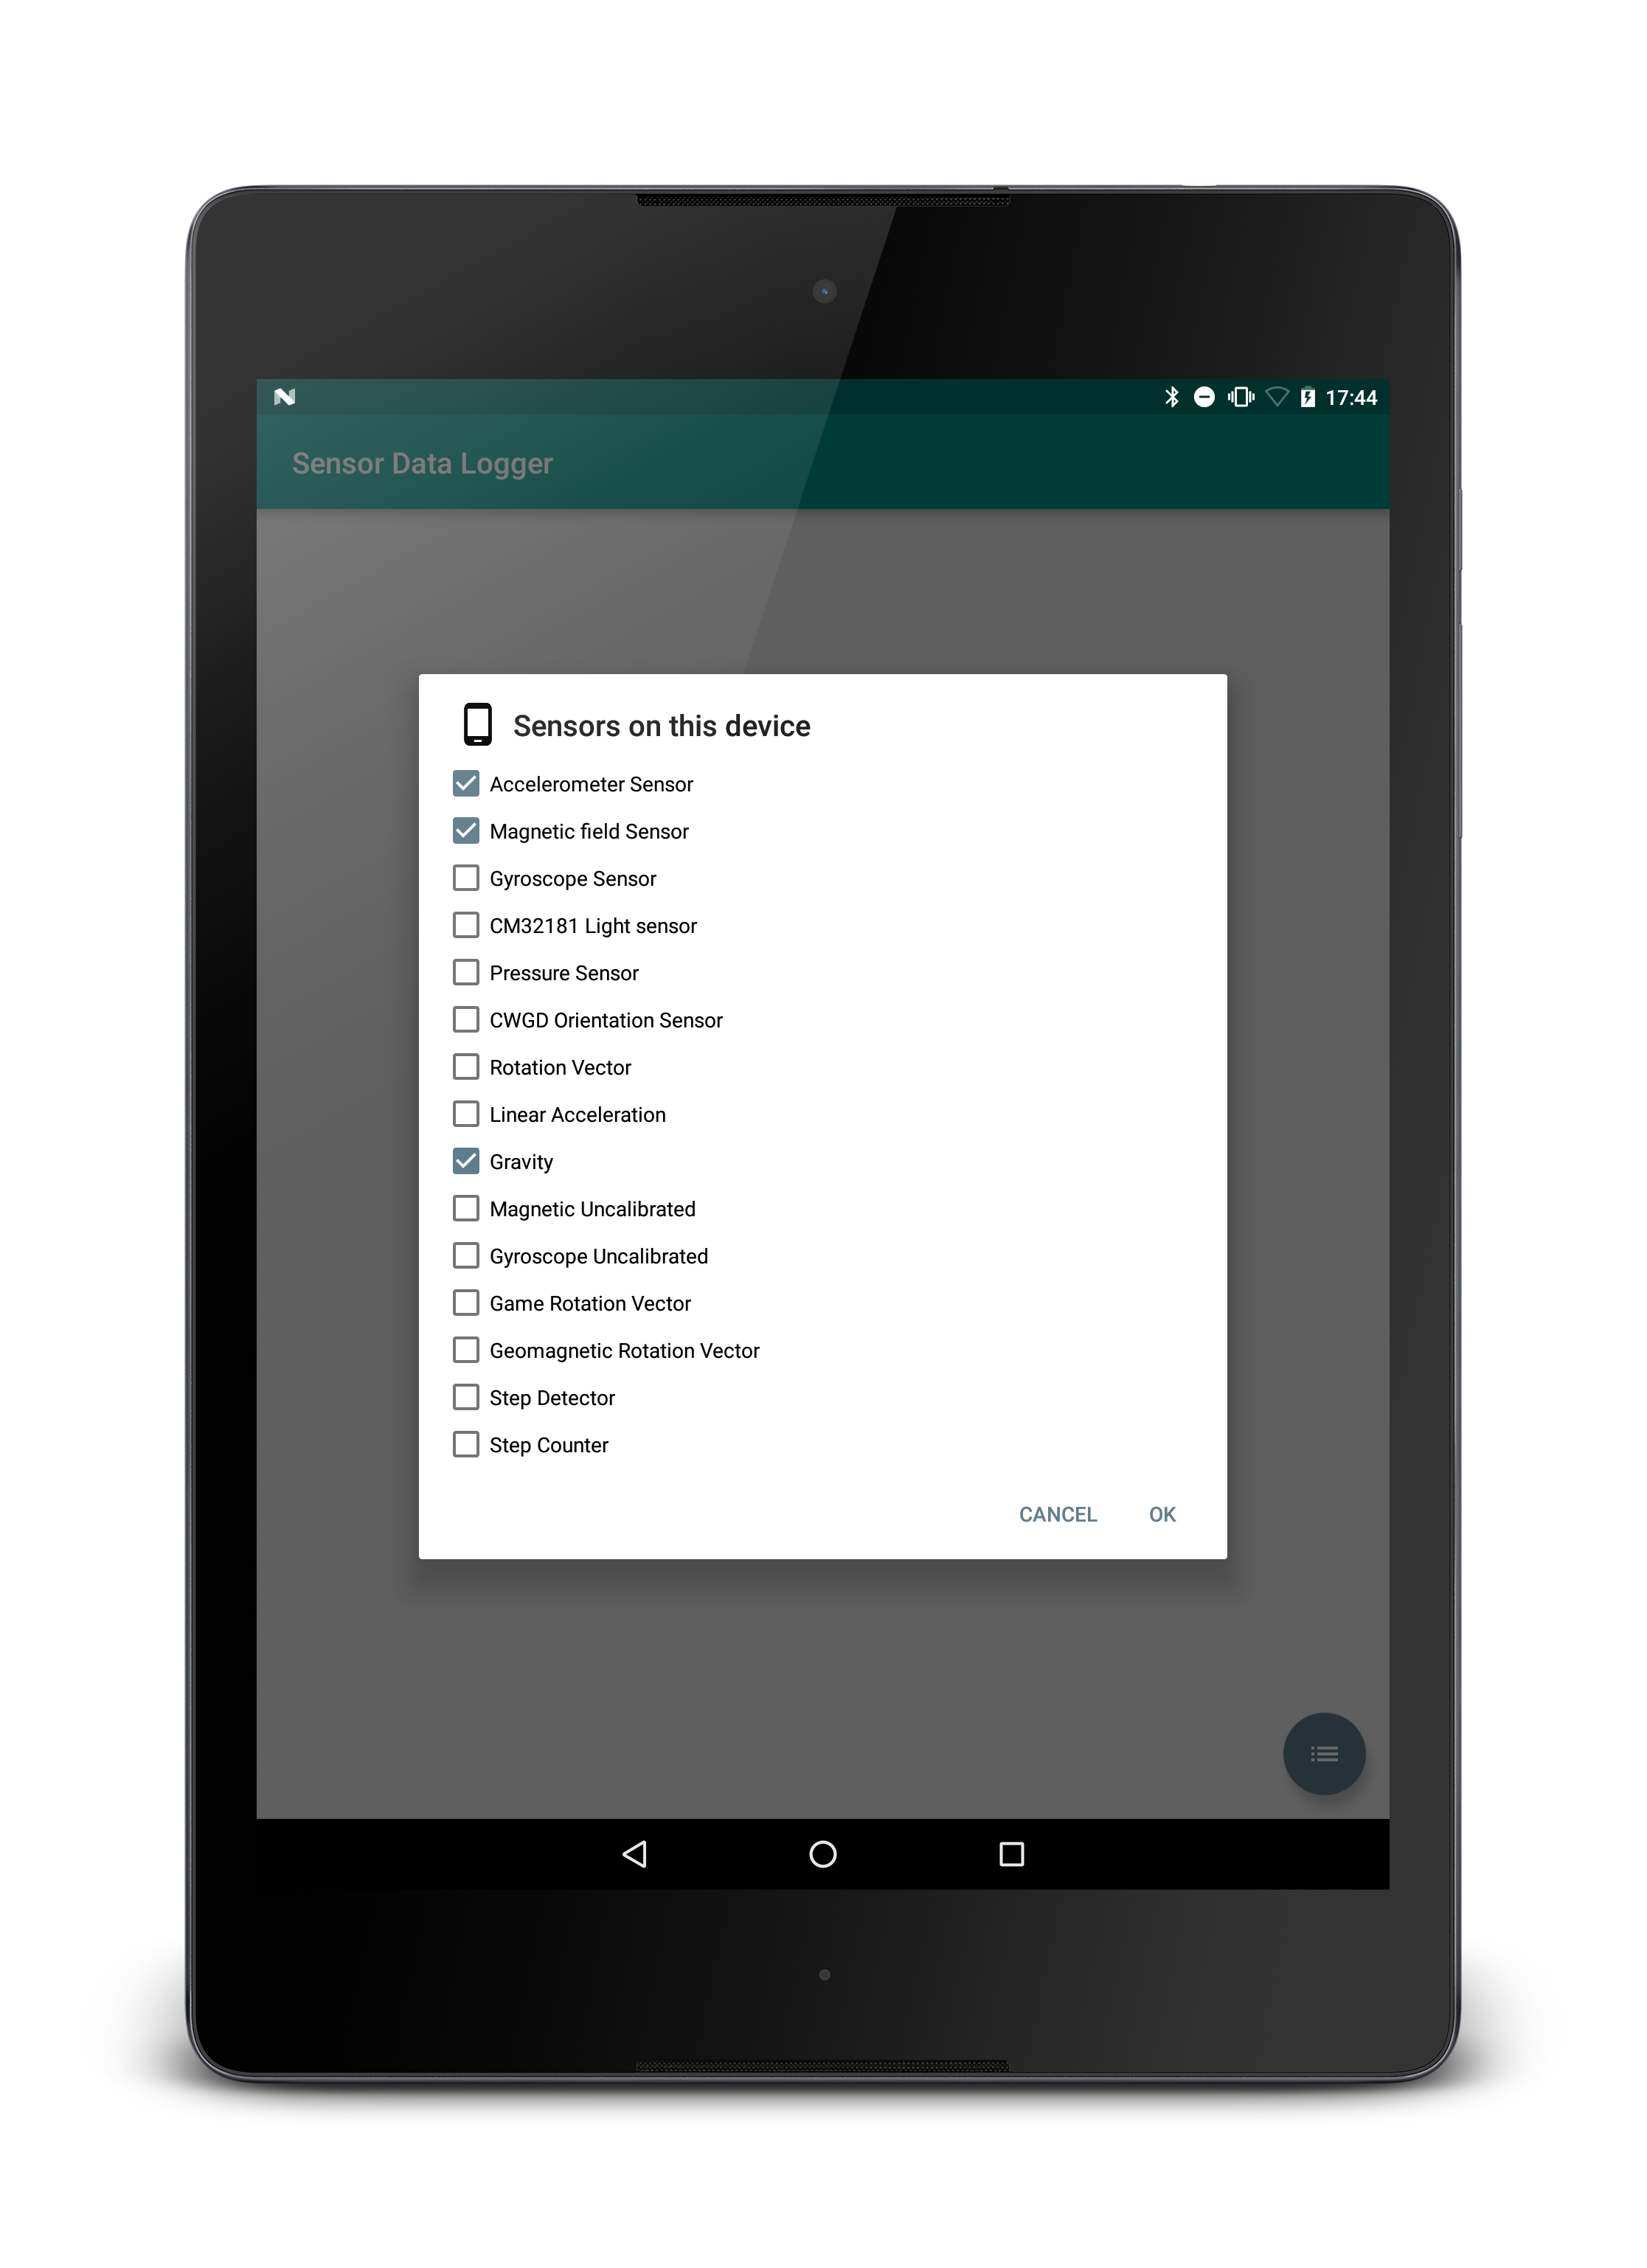 17:44
Sensor Data Logger
Sensors on this device
Accelerometer Sensor
Magnetic field Sensor
Gyroscope Sensor
CM32181 Light sensor
Pressure Sensor
CWGD Orientation Sensor
Rotation Vector
Linear Acceleration
Gravity
Magnetic Uncalibrated
Gyroscope Uncalibrated
Game Rotation Vector
Geomagnetic Rotation Vector
Step Detector
Step Counter
CANCEL OK